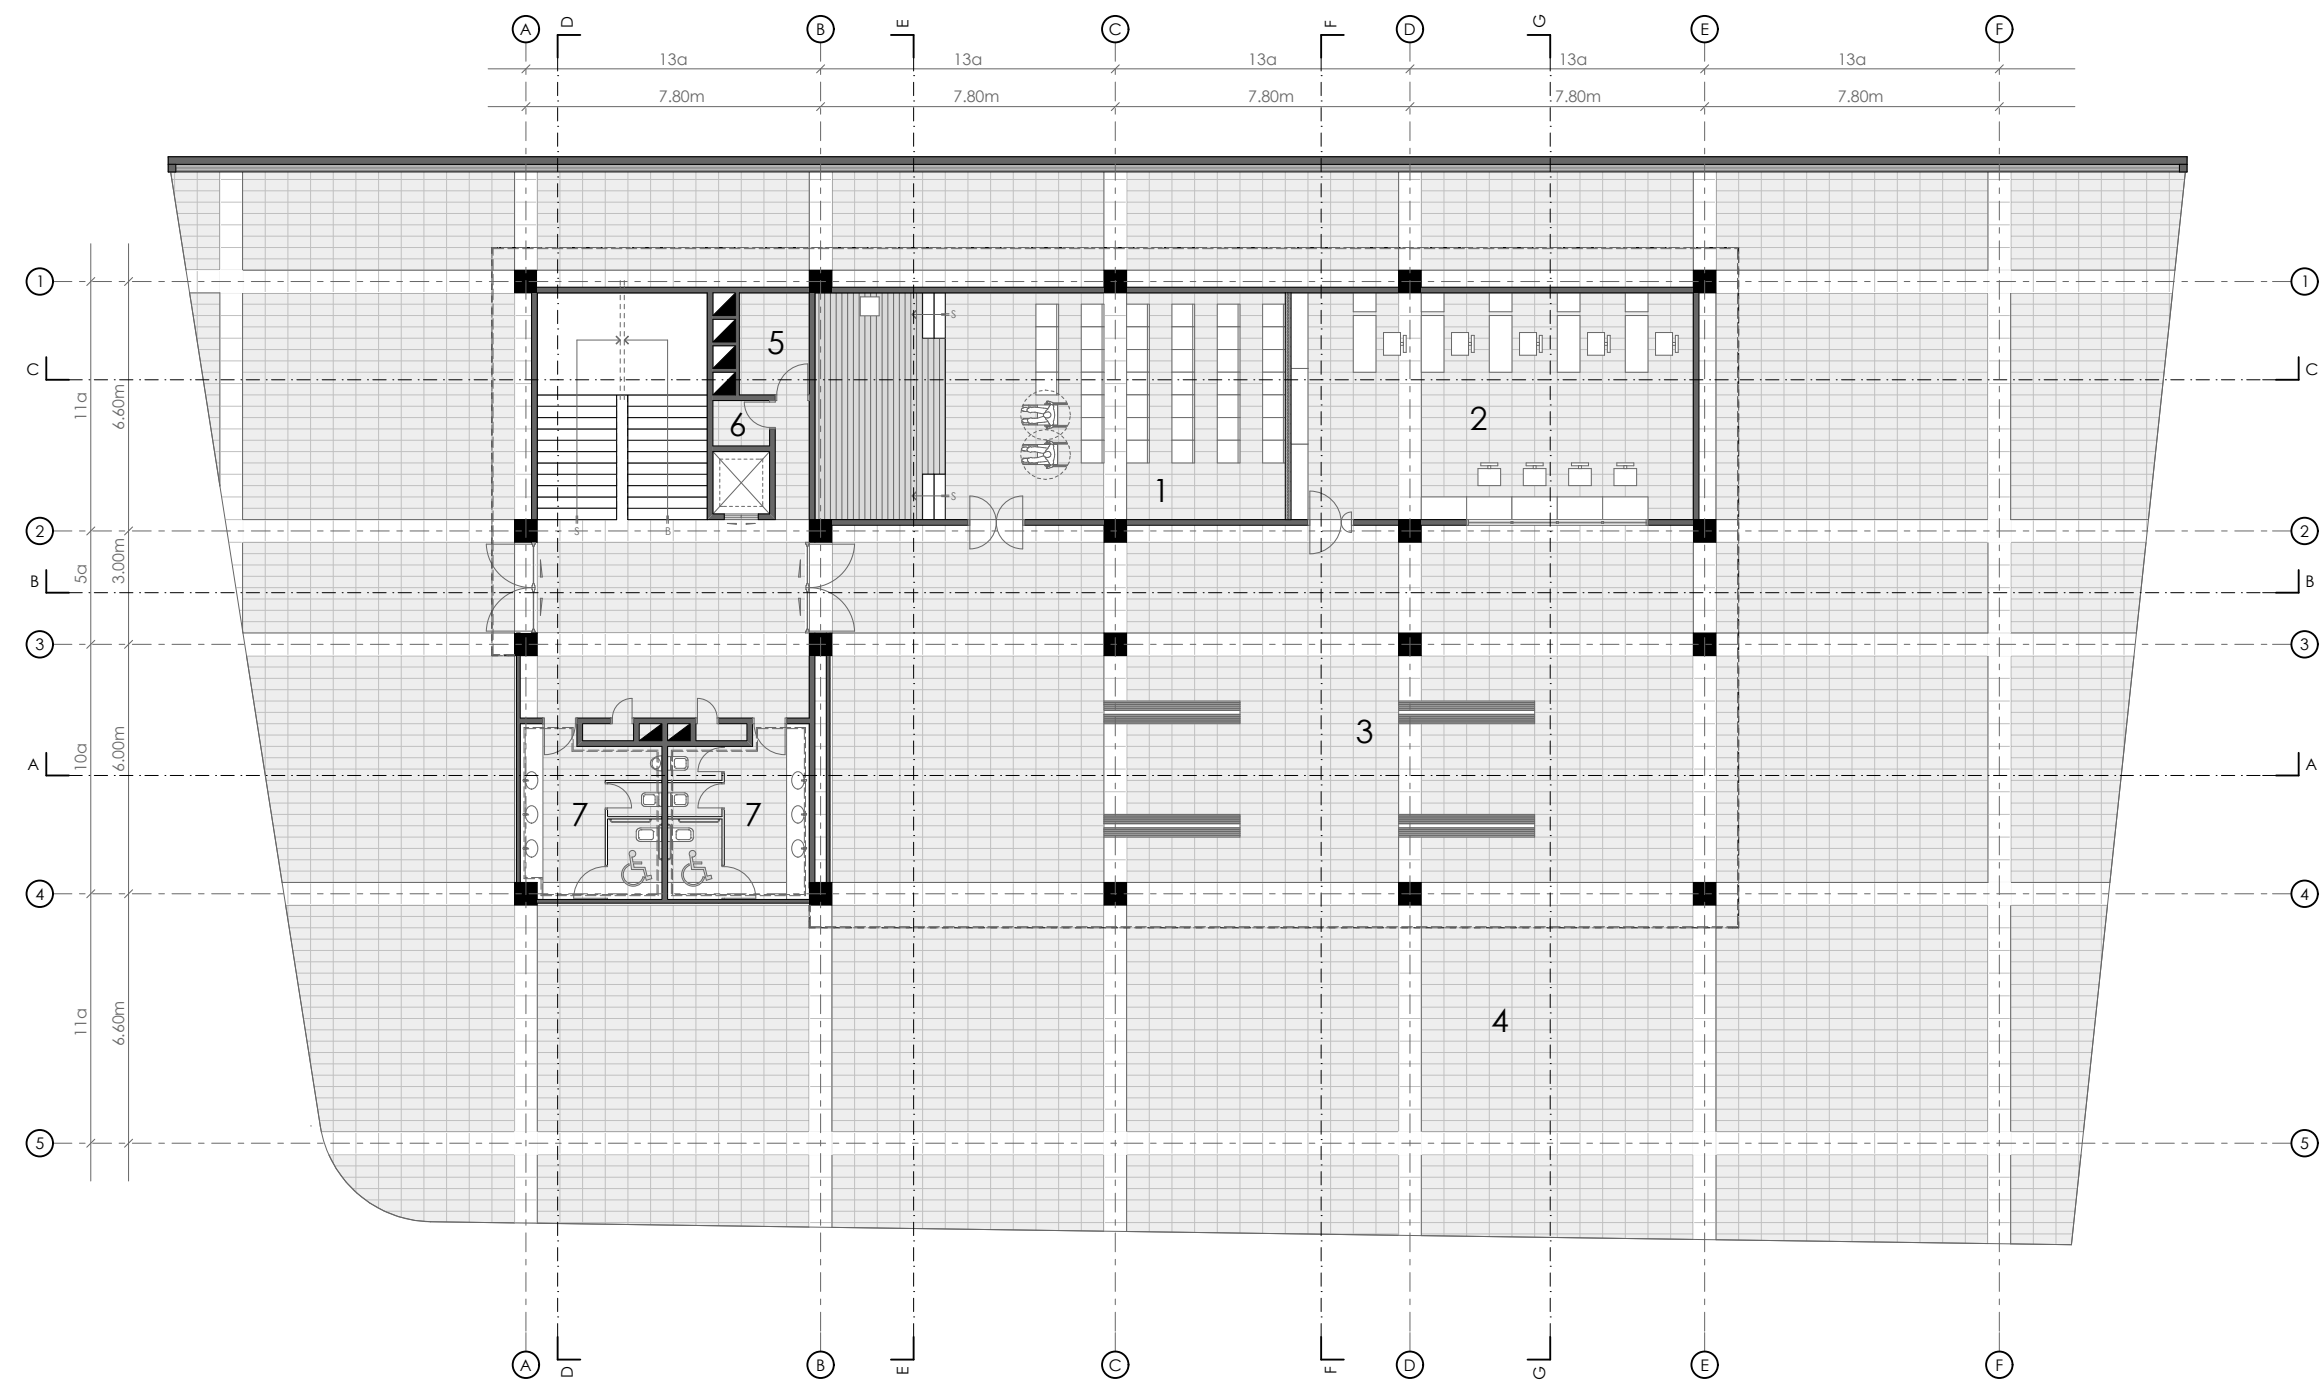 A D B E C F D G E F
13a 13a 13a 13a 13a
7.80m 7.80m 7.80m 7.80m 7.80m
1 1
S
5
C C
11a 6.60m
2
6
1
S
2 2
S B
5a 3.00m
B B
3 3
3
10a 6.00m
A A
7 7
4 4
11a 6.60m
4
5 5
A D B E C F D G E F